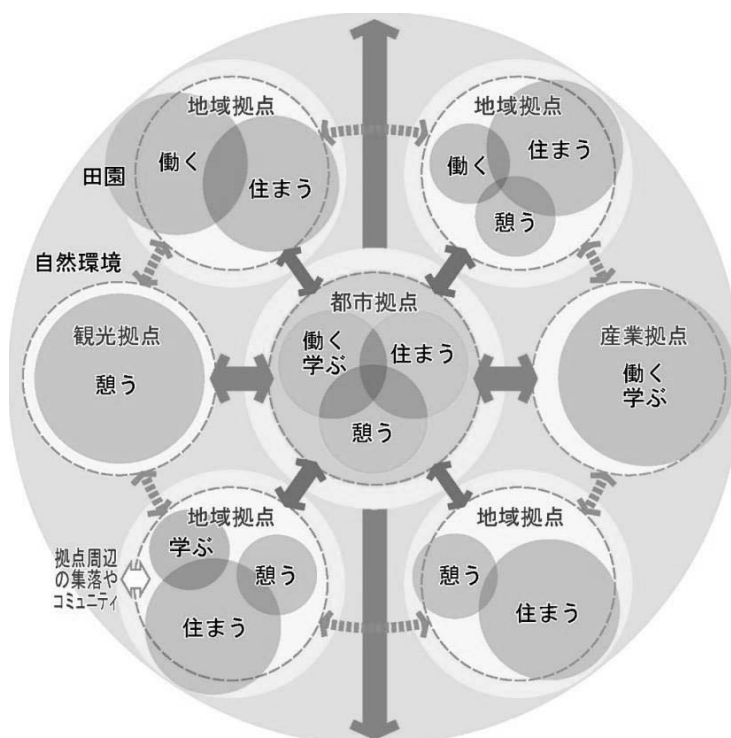 地域拠点
働く
住まう
田園
地域拠点
働く
住まう
憩う
自然環境
観光拠点
憩う
都市拠点
働く
学ぶ
住まう
憩う
産業拠点
働く
学ぶ
地域拠点
学ぶ
憩う
住まう
拠点周辺
の集落や
コミュニティ
地域拠点
憩う
住まう